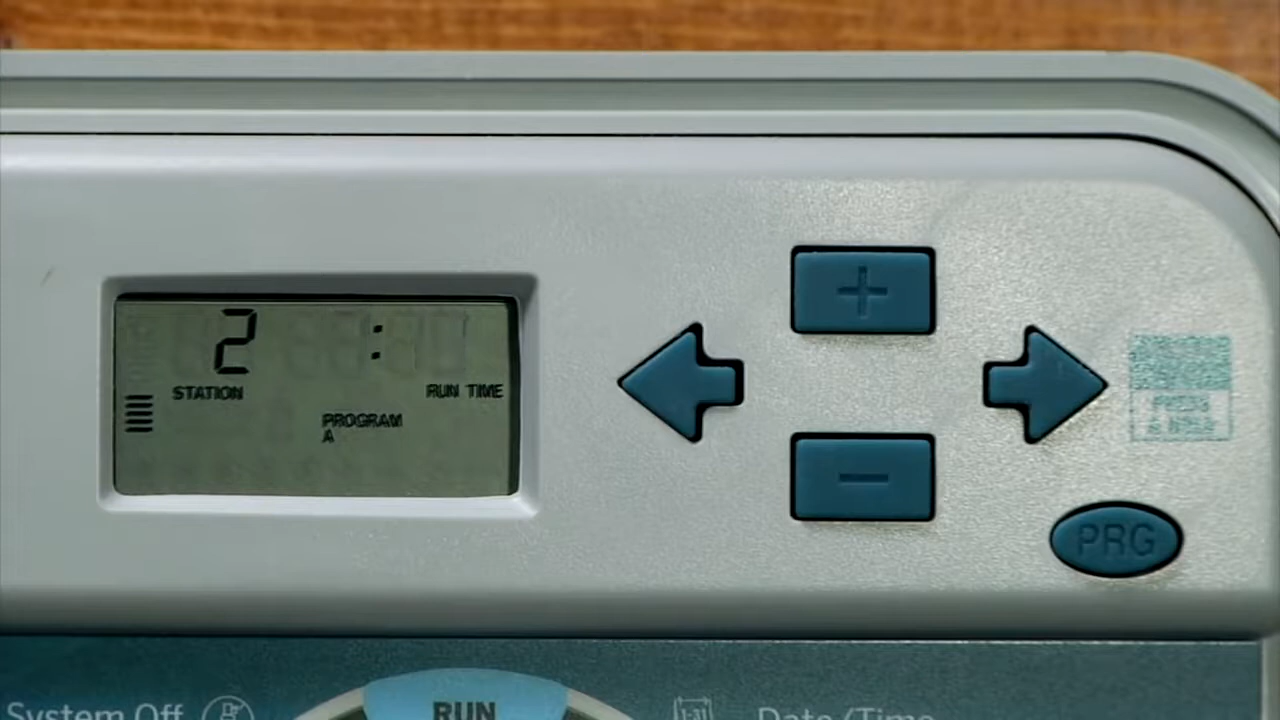 2 :
STATION RUN TIME
PROGRAM
A
+
−
PRG
System Off
RUN
Date/Time